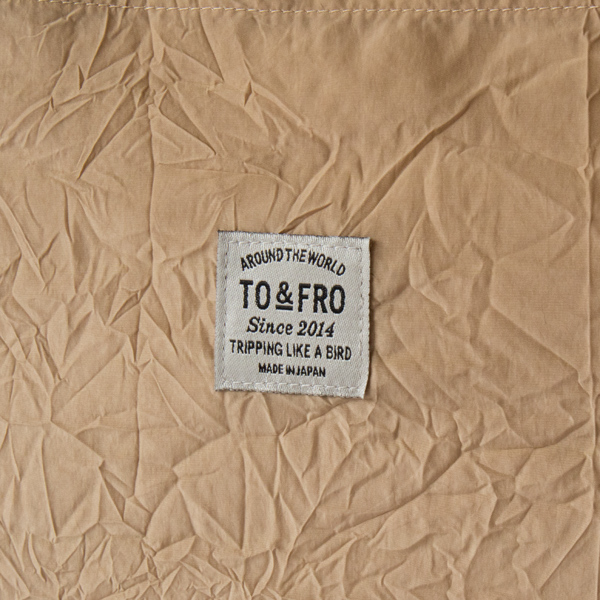 AROUND THE WORLD
TO & FRO
Since 2014
TRIPPING LIKE A BIRD
MADE IN JAPAN